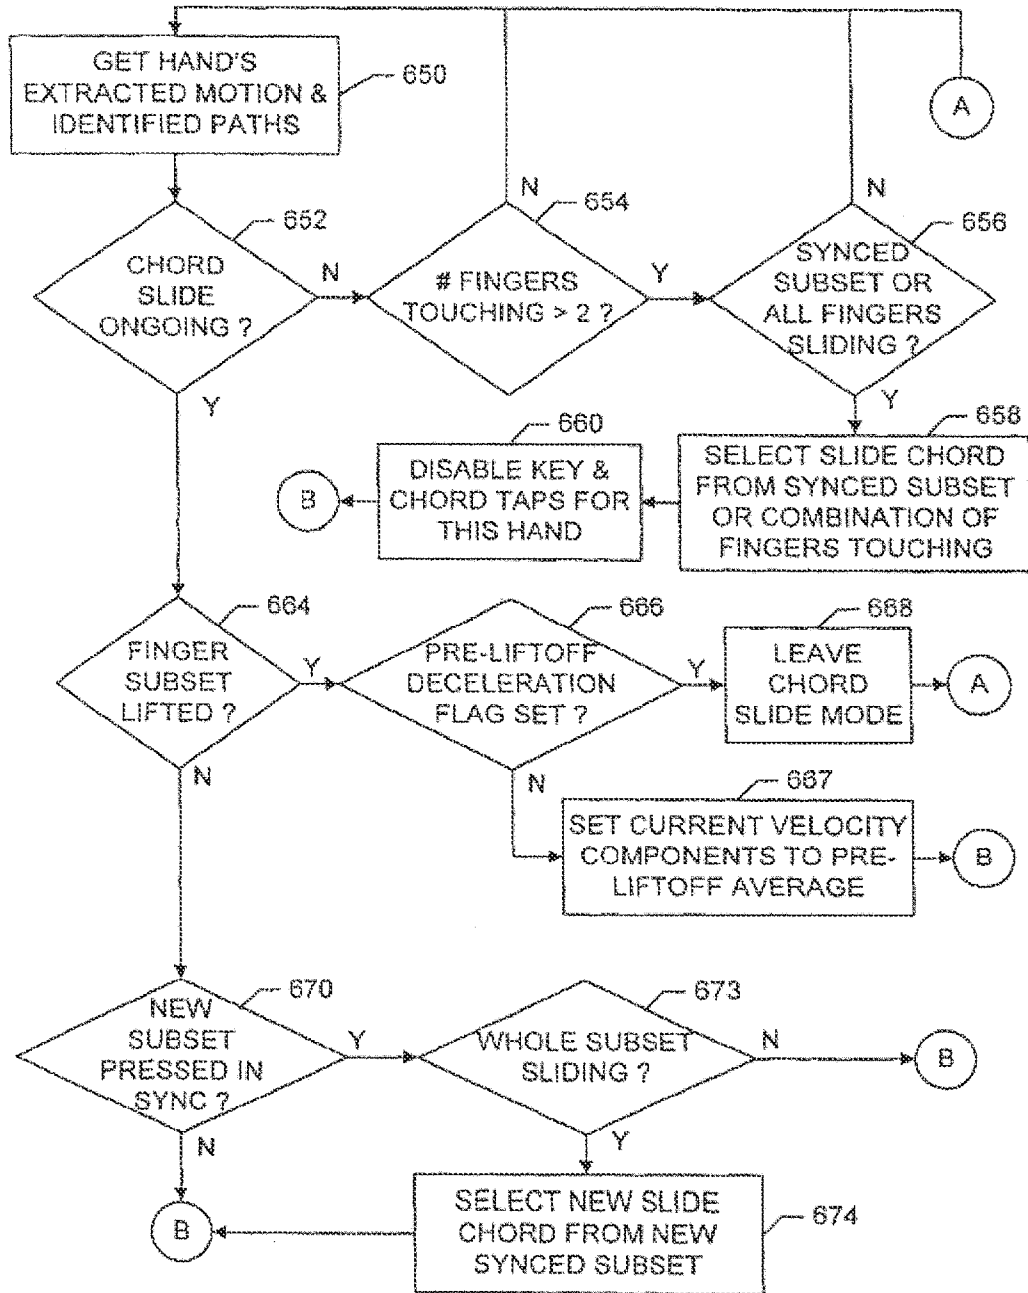 GET HAND'S
EXTRACTED MOTION &
IDENTIFIED PATHS
650
A
652
CHORD
SLIDE
ONGOING ?
N
Y
N
654
# FINGERS
TOUCHING > 2 ?
Y
N
656
SYNCED
SUBSET OR
ALL FINGERS
SLIDING ?
Y
658
SELECT SLIDE CHORD
FROM SYNCED SUBSET
OR COMBINATION OF
FINGERS TOUCHING
660
DISABLE KEY &
CHORD TAPS FOR
THIS HAND
B
664
FINGER
SUBSET
LIFTED ?
Y
N
666
PRE-LIFTOFF
DECELERATION
FLAG SET ?
Y
N
668
LEAVE
CHORD
SLIDE MODE
A
667
SET CURRENT VELOCITY
COMPONENTS TO PRE-
LIFTOFF AVERAGE
B
670
NEW
SUBSET
PRESSED IN
SYNC ?
Y
N
673
WHOLE SUBSET
SLIDING ?
N
B
Y
674
SELECT NEW SLIDE
CHORD FROM NEW
SYNCED SUBSET
B